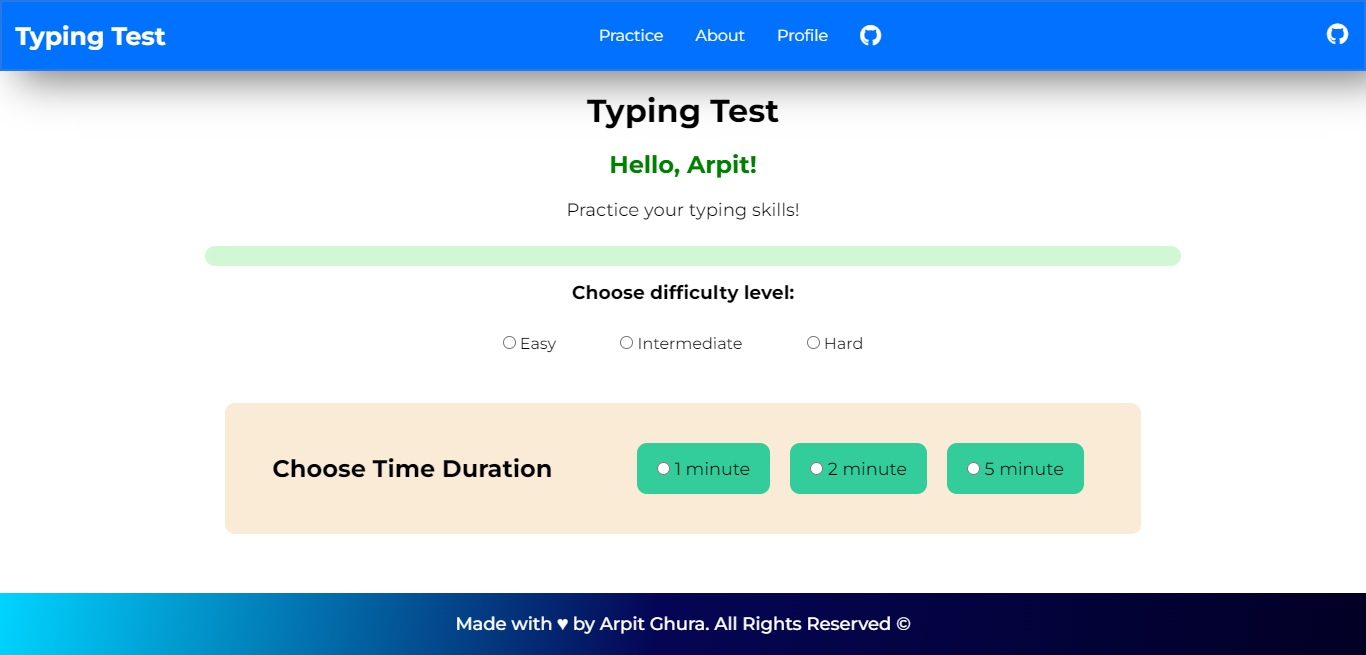 Typing Test
Practice About Profile
Typing Test
Hello, Arpit!
Practice your typing skills!
Choose difficulty level:
Easy Intermediate Hard
Choose Time Duration 1 minute 2 minute 5 minute
Made with ♥ by Arpit Ghura. All Rights Reserved ©